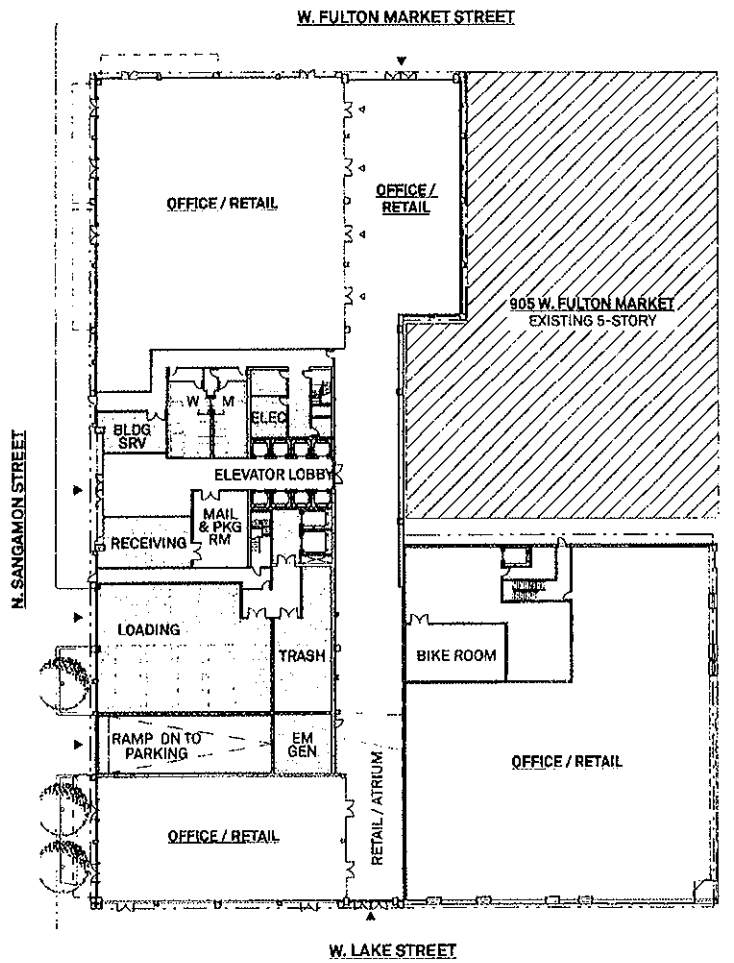 W. FULTON MARKET STREET
OFFICE / RETAIL
OFFICE /
RETAIL
905 W. FULTON MARKET
EXISTING 5-STORY
W
M
ELEC
BLDG
SRV
ELEVATOR LOBBY
MAIL
& PKG
RM
RECEIVING
N. SANGAMON STREET
LOADING
TRASH
BIKE ROOM
RAMP DN TO
PARKING
EM
GEN
OFFICE / RETAIL
RETAIL / ATRIUM
OFFICE / RETAIL
W. LAKE STREET